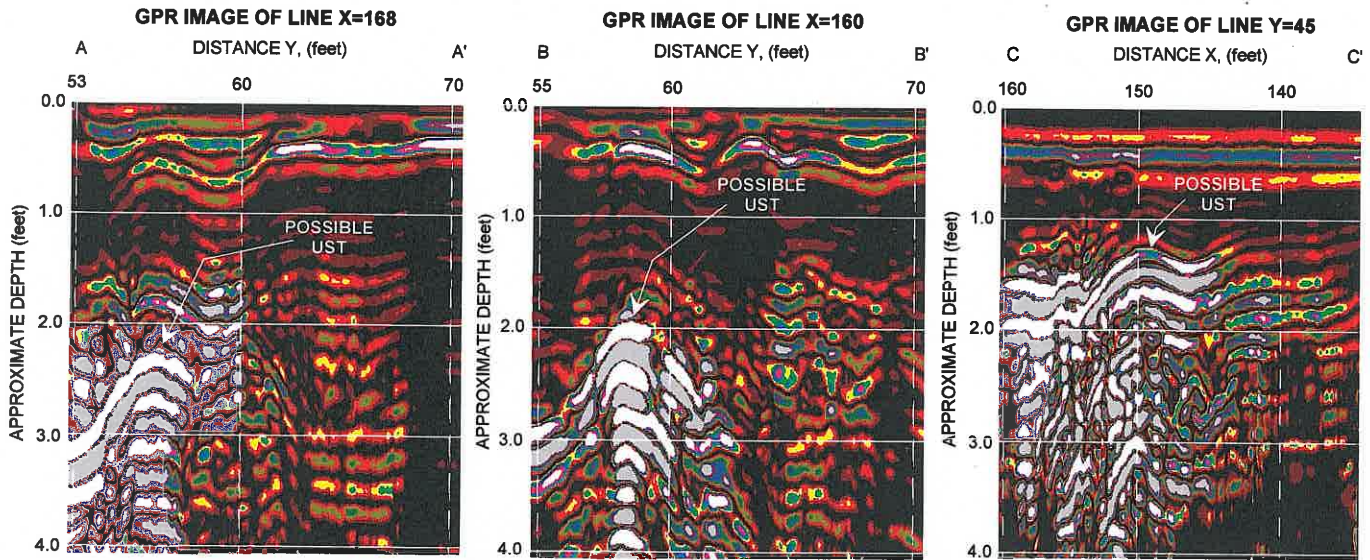 GPR IMAGE OF LINE X=168
A DISTANCE Y, (feet) A'
53 60 70
0.0
1.0
2.0
3.0
4.0
APPROXIMATE DEPTH (feet)
POSSIBLE
UST
GPR IMAGE OF LINE X=160
B DISTANCE Y, (feet) B'
55 60 70
0.0
1.0
2.0
3.0
4.0
APPROXIMATE DEPTH (feet)
POSSIBLE
UST
GPR IMAGE OF LINE Y=45
C DISTANCE X, (feet) C'
160 150 140
0.0
1.0
2.0
3.0
4.0
APPROXIMATE DEPTH (feet)
POSSIBLE
UST